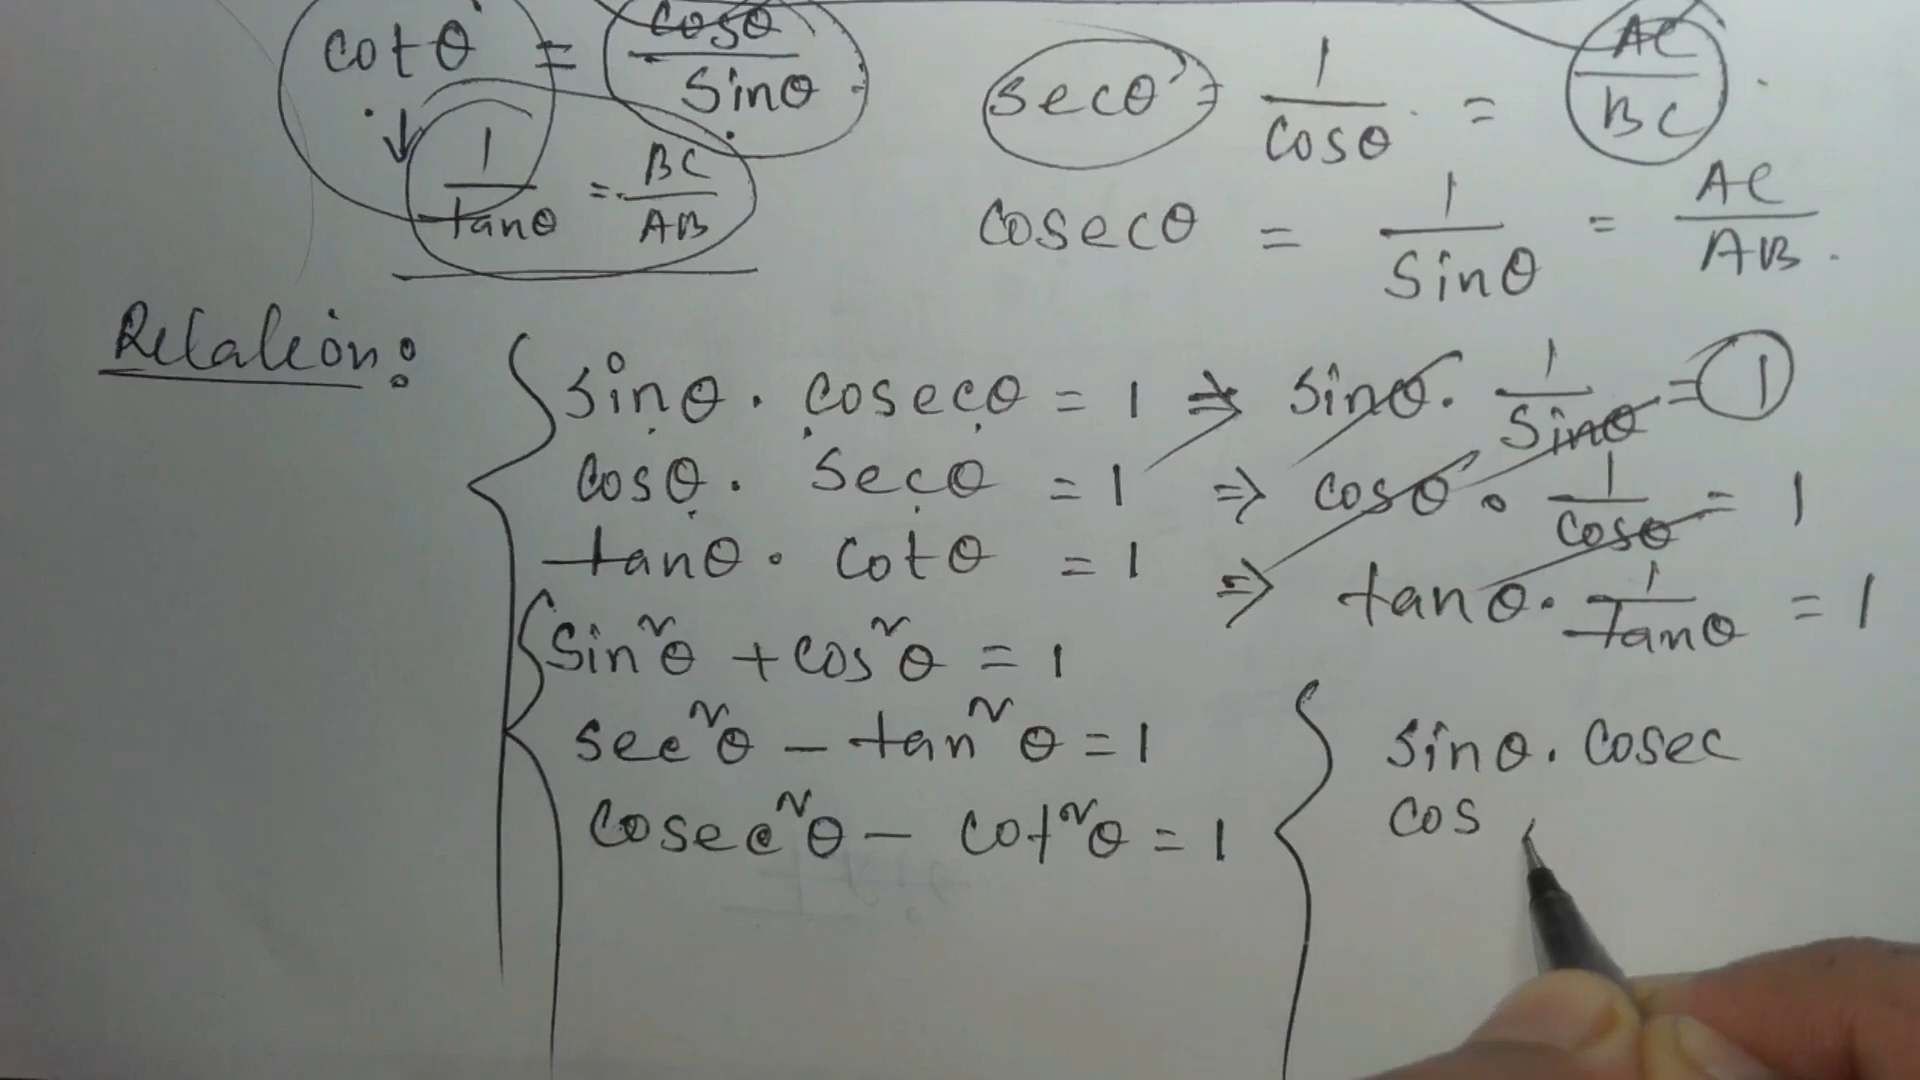 cotθ = cosθ / sinθ
secθ = 1 / cosθ = AC / BC
1 / tanθ = BC / AB
cosecθ = 1 / sinθ = AC / AB
Relation:
sinθ . cosecθ = 1 ⇒ sinθ . 1 / sinθ = 1
cosθ . secθ = 1 ⇒ cosθ . 1 / cosθ = 1
tanθ . cotθ = 1 ⇒ tanθ . 1 / tanθ = 1
sin²θ + cos²θ = 1
sec²θ - tan²θ = 1
cosec²θ - cot²θ = 1
sinθ . cosec
cos